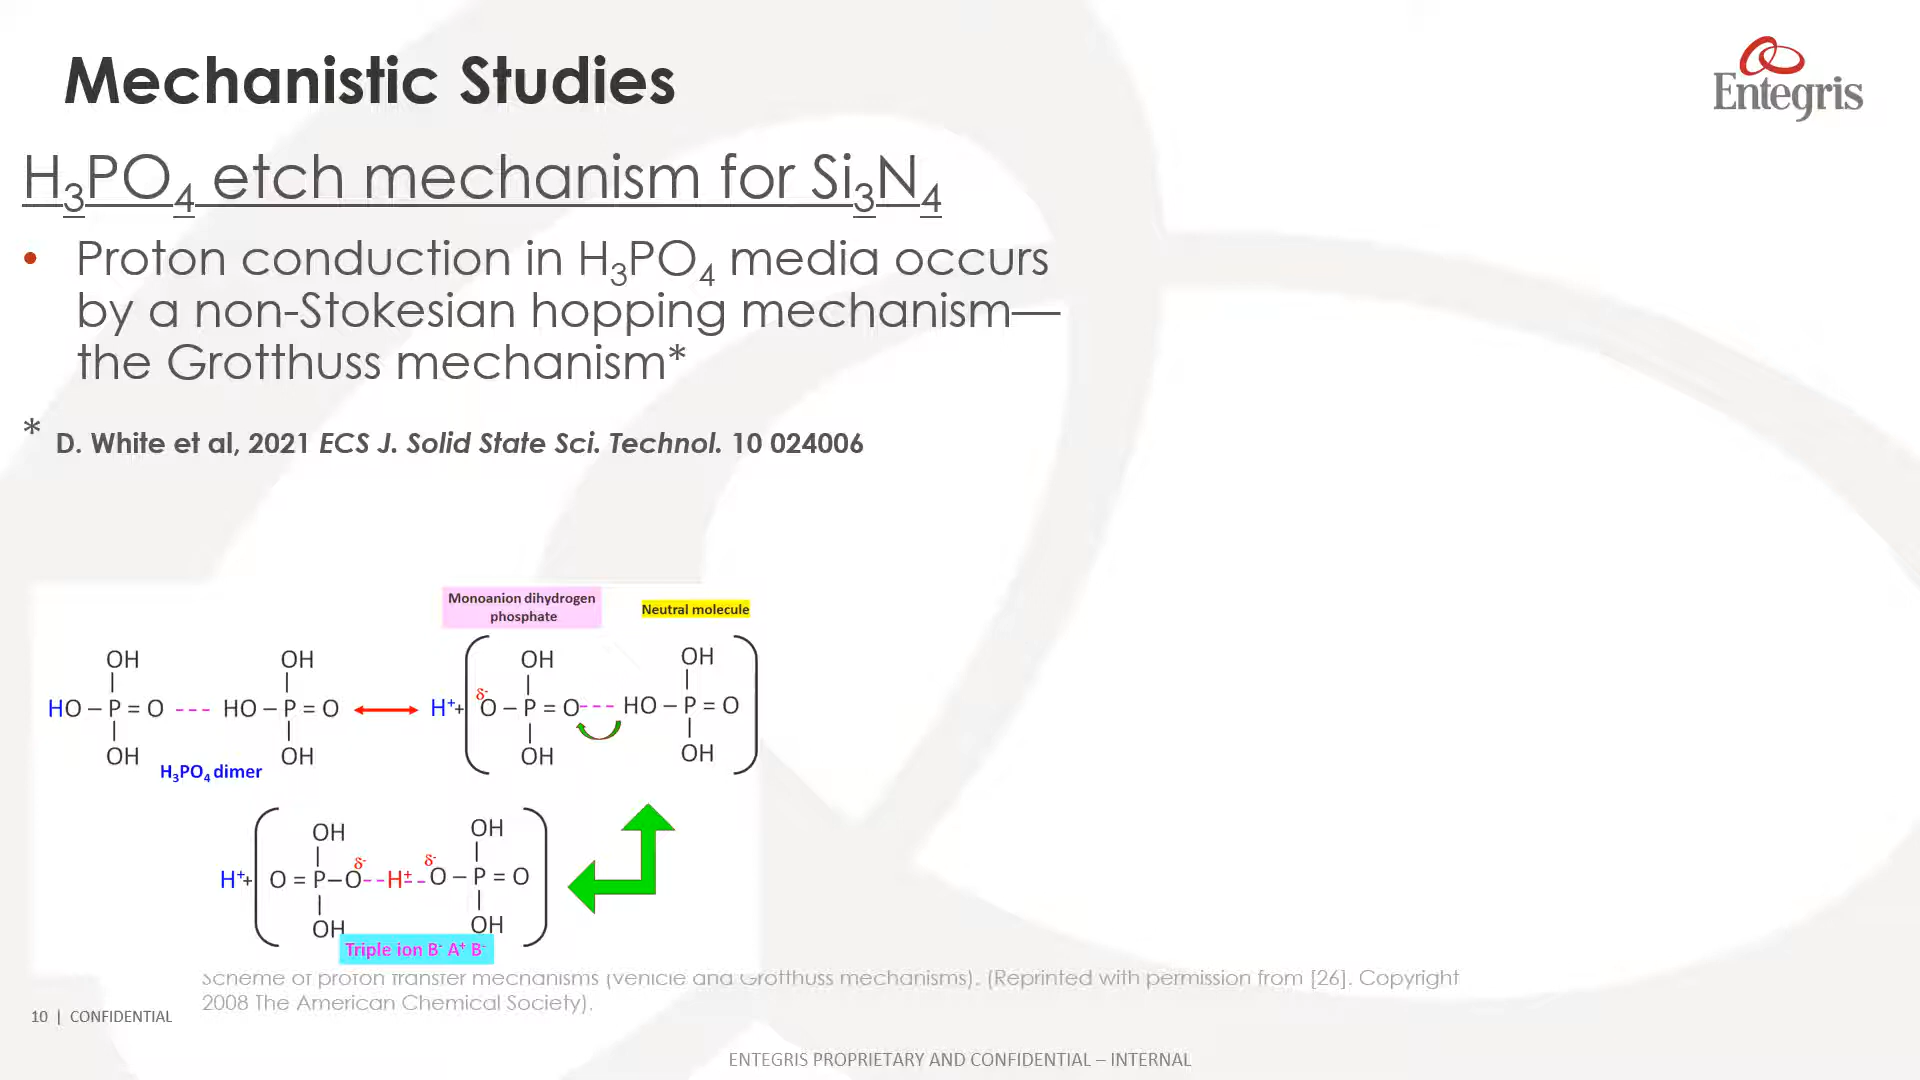 Mechanistic Studies
Entegris
H₃PO₄ etch mechanism for Si₃N₄
• Proton conduction in H₃PO₄ media occurs
by a non-Stokesian hopping mechanism—
the Grotthuss mechanism*
* D. White et al, 2021 ECS J. Solid State Sci. Technol. 10 024006
Monoanion dihydrogen
phosphate
Neutral molecule
OH OH OH OH
HO – P = O --- HO – P = O H⁺+ δ- O – P = O --- HO – P = O
OH OH OH OH
H₃PO₄ dimer
OH OH
H⁺+ O = P – O δ- -- H⁺ -- δ- O – P = O
OH OH
Triple ion B⁻ A⁺ B⁻
Scheme of proton transfer mechanisms (vehicle and Grotthuss mechanisms). (Reprinted with permission from [26]. Copyright
2008 The American Chemical Society).
10 | CONFIDENTIAL
ENTEGRIS PROPRIETARY AND CONFIDENTIAL – INTERNAL